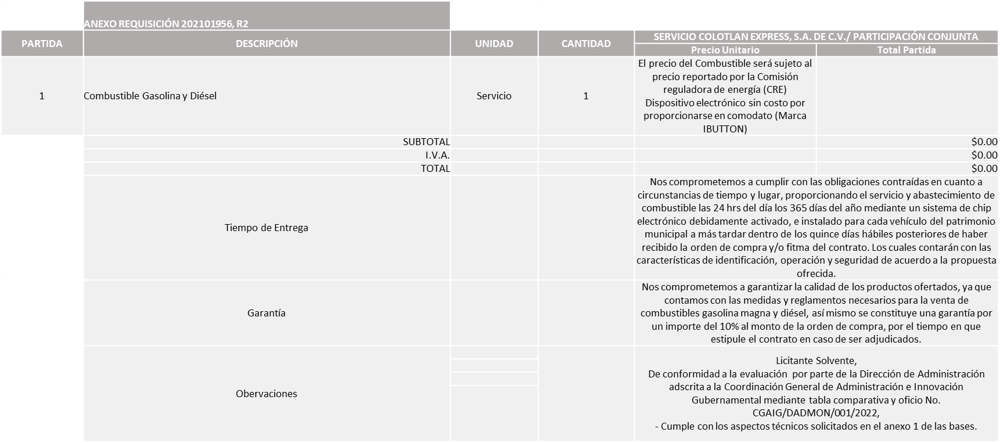 ANEXO REQUISICIÓN 202101956, R2
PARTIDA
DESCRIPCIÓN
UNIDAD
CANTIDAD
SERVICIO COLOTLAN EXPRESS, S.A. DE C.V./ PARTICIPACIÓN CONJUNTA
Precio Unitario
Total Partida
1
Combustible Gasolina y Diésel
Servicio
1
El precio del Combustible será sujeto al
precio reportado por la Comisión
reguladora de energía (CRE)
Dispositivo electrónico sin costo por
proporcionarse en comodato (Marca
IBUTTON)
SUBTOTAL
$0.00
I.V.A.
$0.00
TOTAL
$0.00
Tiempo de Entrega
Nos comprometemos a cumplir con las obligaciones contraídas en cuanto a
circunstancias de tiempo y lugar, proporcionando el servicio y abastecimiento de
combustible las 24 hrs del día los 365 días del año mediante un sistema de chip
electrónico debidamente activado, e instalado para cada vehículo del patrimonio
municipal a más tardar dentro de los quince días hábiles posteriores de haber
recibido la orden de compra y/o fitma del contrato. Los cuales contarán con las
características de identificación, operación y seguridad de acuerdo a la propuesta
ofrecida.
Garantía
Nos comprometemos a garantizar la calidad de los productos ofertados, ya que
contamos con las medidas y reglamentos necesarios para la venta de
combustibles gasolina magna y diésel, así mismo se constituye una garantía por
un importe del 10% al monto de la orden de compra, por el tiempo en que
estipule el contrato en caso de ser adjudicados.
Obervaciones
Licitante Solvente,
De conformidad a la evaluación por parte de la Dirección de Administración
adscrita a la Coordinación General de Administración e Innovación
Gubernamental mediante tabla comparativa y oficio No.
CGAIG/DADMON/001/2022,
- Cumple con los aspectos técnicos solicitados en el anexo 1 de las bases.